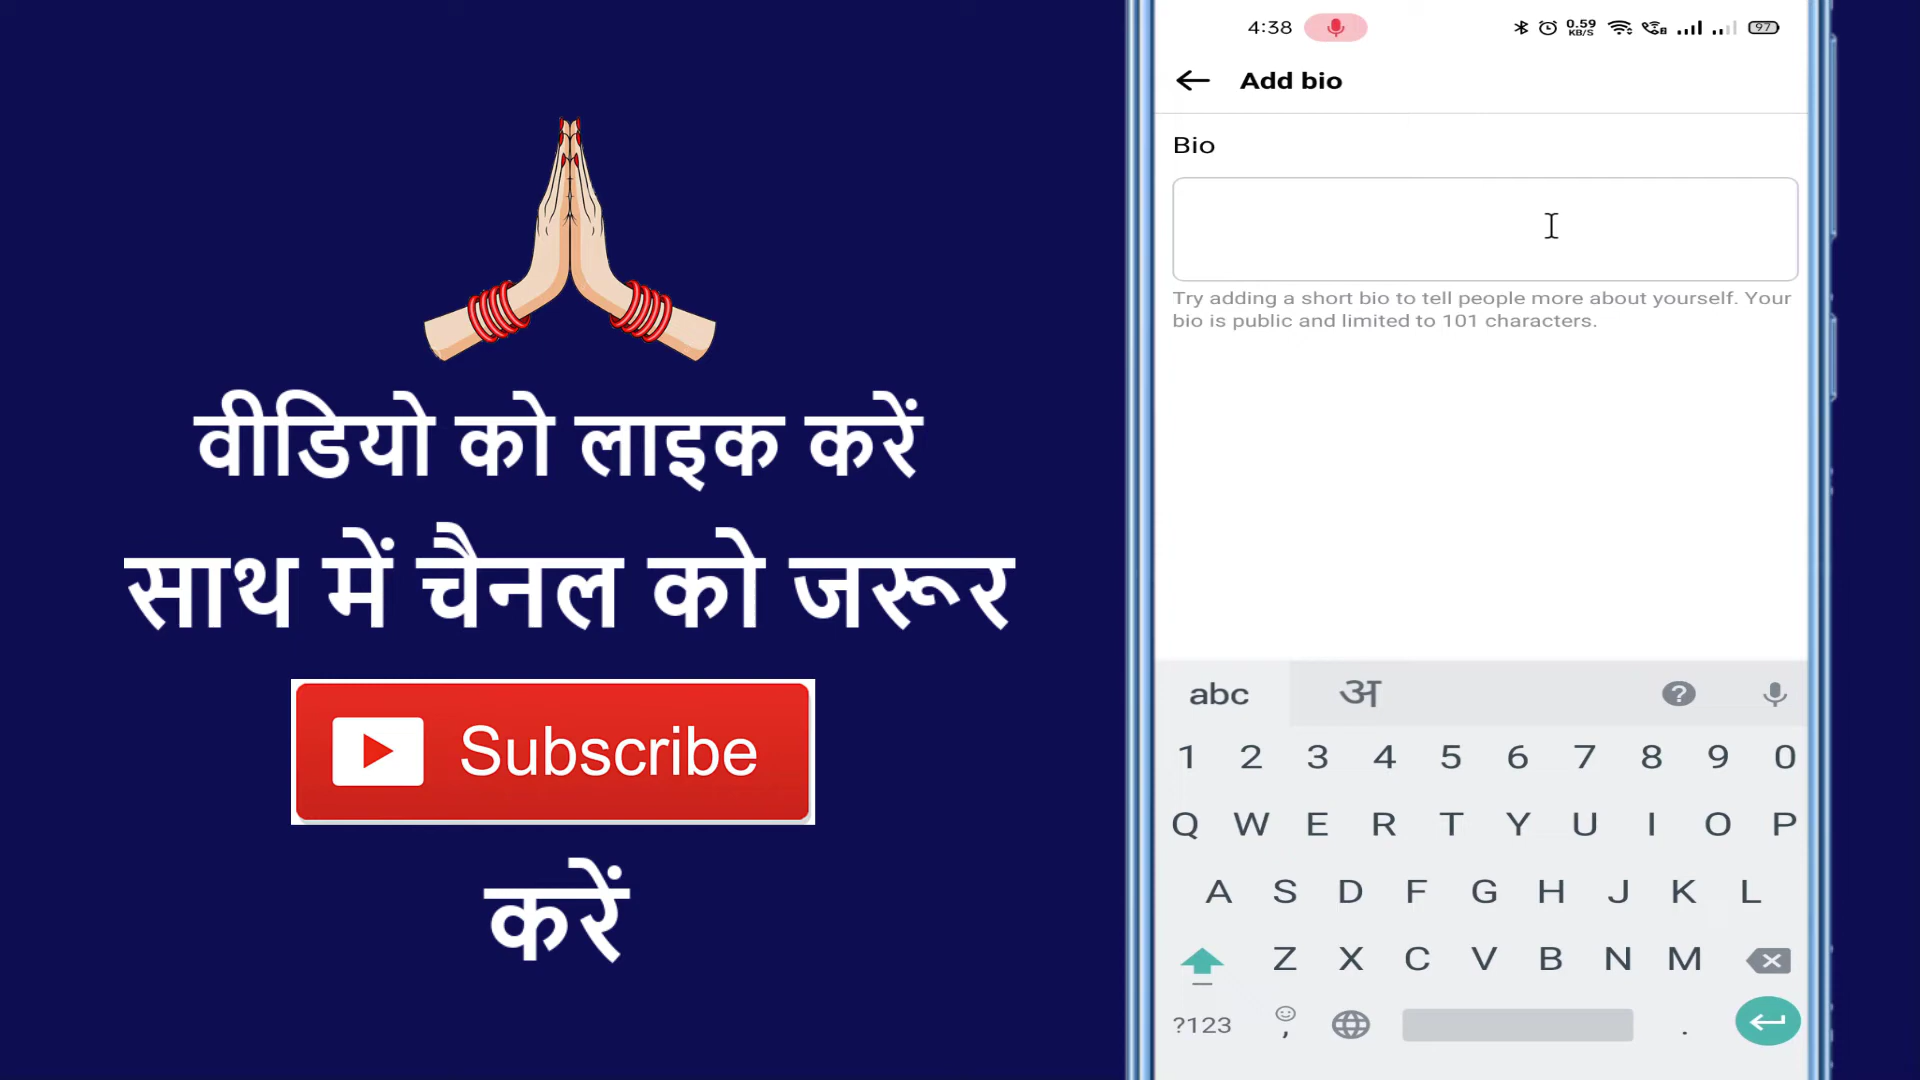 वीडियो को लाइक करें
साथ में चैनल को जरूर
Subscribe
करें
4:38
0.59
KB/S
97
Add bio
Bio
Try adding a short bio to tell people more about yourself. Your
bio is public and limited to 101 characters.
abc अ ?
1 2 3 4 5 6 7 8 9 0
Q W E R T Y U I O P
A S D F G H J K L
Z X C V B N M
?123 , .